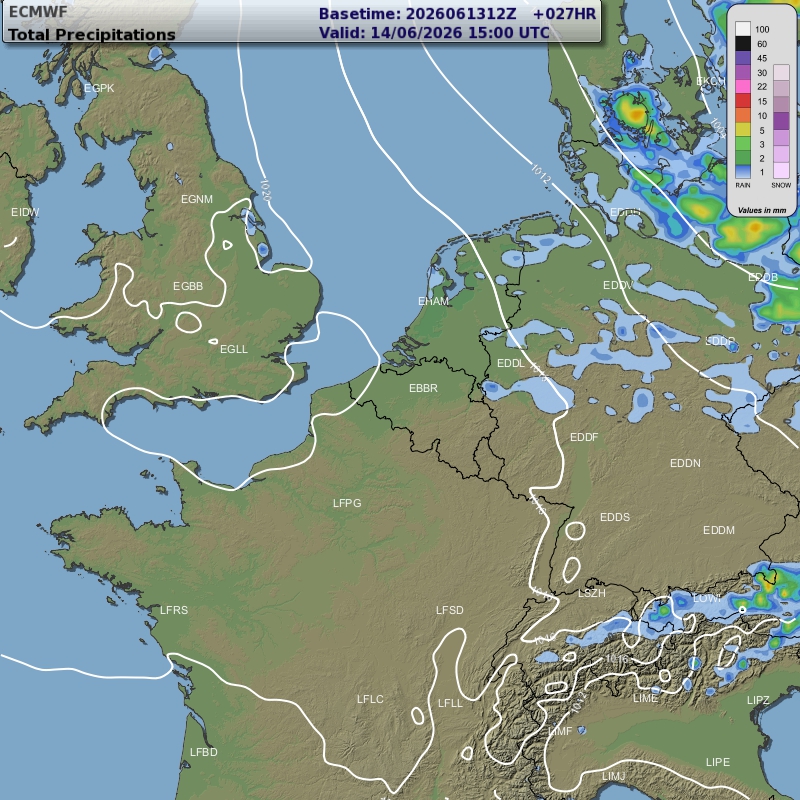 ECMWF
Basetime: 2026061312Z +027HR
Total Precipitations
Valid: 14/06/2026 15:00 UTC
100
60
45
30
22
15
10
5
3
2
1
RAIN
SNOW
Values in mm
EGPK
EIDW
EGNM
EGBB
EGLL
EHAM
EBBR
EDDL
EDDV
EDDH
EDDB
EDDP
EDDF
EDDN
EDDS
EDDM
LFPG
LFRS
LFSD
LSZH
LOWI
LFLC
LFLL
LFBD
LIMF
LIME
LIMJ
LIPE
LIPZ
1020
1012
1016
1012